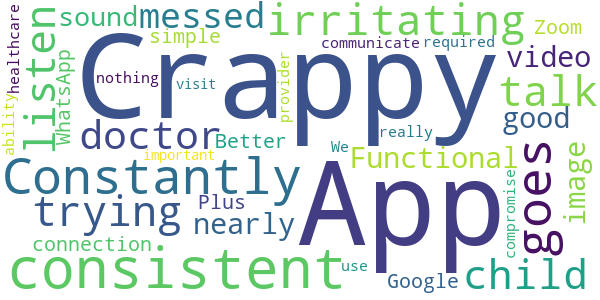 healthcare
sound
messed
irritating
Zoom
simple
communicate
required
listen
WhatsApp
nothing
Crappy
visit
provider
video
talk
ability
doctor
Better
really
good
important
We
Functional
Constantly
App
goes
image
compromise
trying
Plus
nearly
connection
consistent
use
Google
child